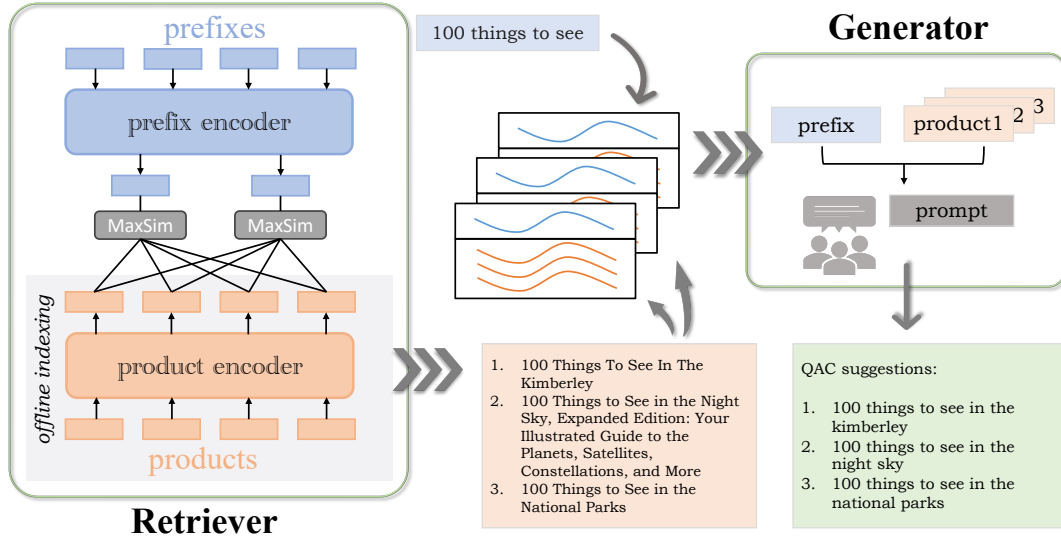 prefixes
prefix encoder
MaxSim
MaxSim
offline indexing
product encoder
products
Retriever
100 things to see
1. 100 Things To See In The
Kimberley
2. 100 Things to See in the Night
Sky, Expanded Edition: Your
Illustrated Guide to the
Planets, Satellites,
Constellations, and More
3. 100 Things to See in the
National Parks
Generator
prefix
product1
2
3
prompt
QAC suggestions:
1. 100 things to see in the
kimberley
2. 100 things to see in the
night sky
3. 100 things to see in the
national parks